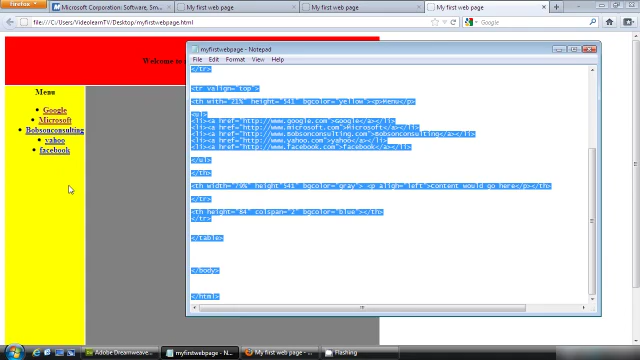 firefox
Microsoft Corporation: Software, Sm...
My first web page
My first web page
My first web page
file:///C:/Users/VideolearnTV/Desktop/myfirstwebpage.html
Welcome to
myfirstwebpage - Notepad
File Edit Format View Help
</tr>
<tr valign="top">
<th with="21%" height="541" bgcolor="yellow"><p>Menu</p>
<ul>
<li><a href="http://www.google.com">Google</a></li>
<li><a href="http://www.microsoft.com">Microsoft</a></li>
<li><a href="http://www.Bobsonconsulting.com">Bobsonconsulting</a></li>
<li><a href="http://www.yahoo.com">yahoo</a></li>
<li><a href="http://www.facebook.com">facebook</a></li>
</ul>
</th>
<th width="79%" height"541" bgcolor="gray"> <p aligh="left">Content would go here</p></th>
</tr>
<th height="84" colspan="2" bgcolor="blue"></th>
</tr>
</table>
</body>
</html>
Menu
Google
Microsoft
Bobsonconsulting
yahoo
facebook
Adobe Dreamweave...
myfirstwebpage - N...
My first web page - ...
Flashing